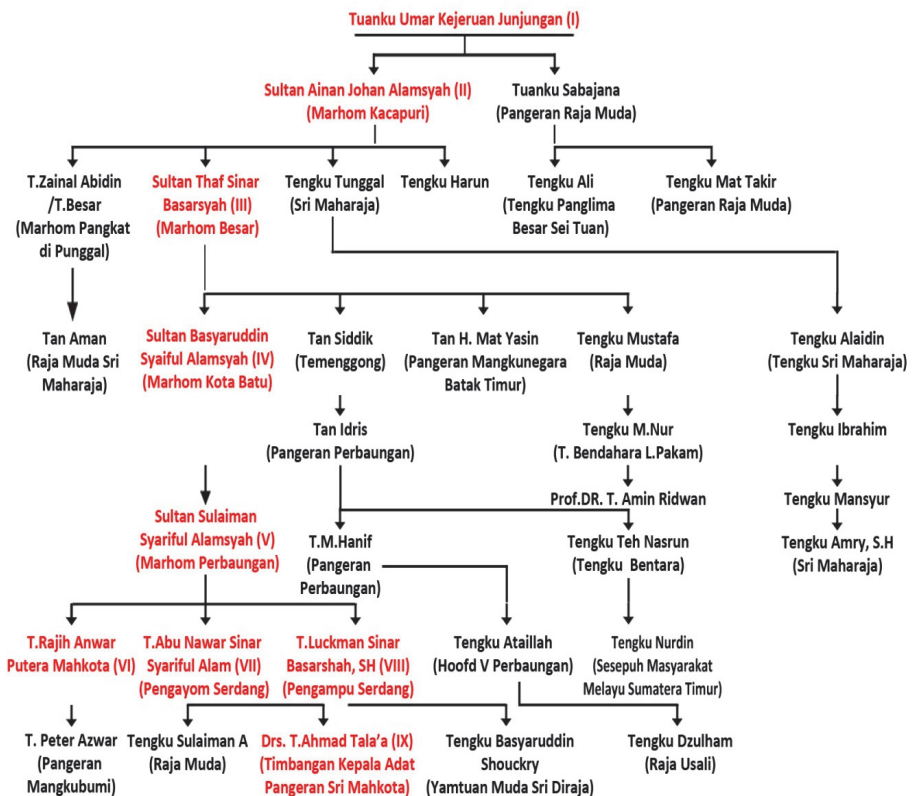 Tuanku Umar Kejeruan Junjungan (I)
Sultan Ainan Johan Alamsyah (II)
(Marhom Kacapuri)
Tuanku Sabajana
(Pangeran Raja Muda)
T.Zainal Abidin
/T.Besar
(Marhom Pangkat
di Punggal)
Sultan Thaf Sinar
Basarsyah (III)
(Marhom Besar)
Tengku Tunggal
(Sri Maharaja)
Tengku Harun
Tengku Ali
(Tengku Panglima
Besar Sei Tuan)
Tengku Mat Takir
(Pangeran Raja Muda)
Tan Aman
(Raja Muda Sri
Maharaja)
Sultan Basyaruddin
Syaiful Alamsyah (IV)
(Marhom Kota Batu)
Tan Siddik
(Temenggong)
Tan H. Mat Yasin
(Pangeran Mangkunegara
Batak Timur)
Tengku Mustafa
(Raja Muda)
Tengku Alaidin
(Tengku Sri Maharaja)
Tan Idris
(Pangeran Perbaungan)
Tengku M.Nur
(T. Bendahara L.Pakam)
Tengku Ibrahim
Prof.DR. T. Amin Ridwan
Tengku Mansyur
Sultan Sulaiman
Syariful Alamsyah (V)
(Marhom Perbaungan)
T.M.Hanif
(Pangeran
Perbaungan)
Tengku Teh Nasrun
(Tengku Bentara)
Tengku Amry, S.H
(Sri Maharaja)
T.Rajih Anwar
Putera Mahkota (VI)
T.Abu Nawar Sinar
Syariful Alam (VII)
(Pengayom Serdang)
T.Luckman Sinar
Basarshah, SH (VIII)
(Pengampu Serdang)
Tengku Ataillah
(Hoofd V Perbaungan)
Tengku Nurdin
(Sesepuh Masyarakat
Melayu Sumatera Timur)
T. Peter Azwar
(Pangeran
Mangkubumi)
Tengku Sulaiman A
(Raja Muda)
Drs. T.Ahmad Tala'a (IX)
(Timbangan Kepala Adat
Pangeran Sri Mahkota)
Tengku Basyaruddin
Shouckry
(Yamtuan Muda Sri Diraja)
Tengku Dzulham
(Raja Usali)